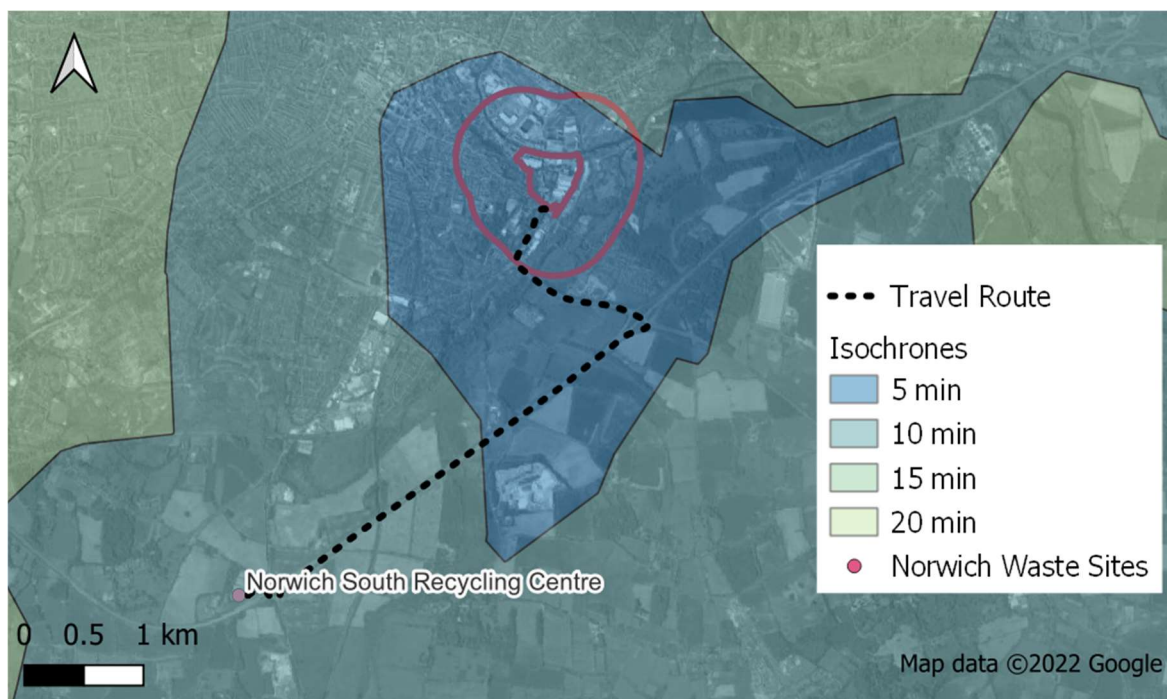 Travel Route
Isochrones
5 min
10 min
15 min
20 min
Norwich Waste Sites
Norwich South Recycling Centre
0 0.5 1 km
Map data ©2022 Google